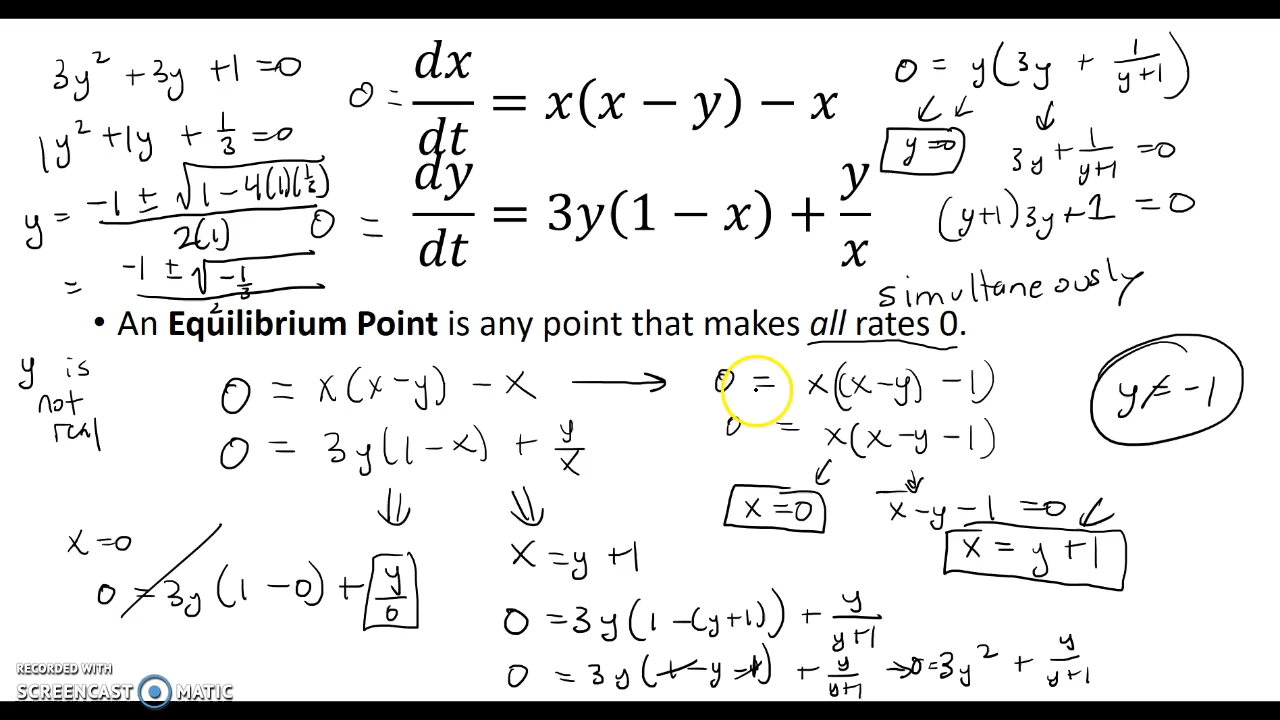 3y² + 3y + 1 = 0
1y² + 1y + 1/3 = 0
y = (-1 ± √(1 - 4(1)(1/3)))/(2(1))
= (-1 ± √(-1/3))/2
0 = dx/dt = x(x − y) − x
0 = dy/dt = 3y(1 − x) + y/x
0 = y(3y + 1/(y+1))
y=0
3y + 1/(y+1) = 0
(y+1)3y + 1 = 0
simultaneously
• An Equilibrium Point is any point that makes all rates 0.
y is
not
real
0 = x(x-y) - x
0 = 3y(1-x) + y/x
0 = x((x-y) - 1)
0 = x(x-y-1)
x = 0
x-y-1 = 0
x = y+1
y ≠ -1
x = 0
0 = 3y(1-0) + y/0
x = y+1
0 = 3y(1-(y+1)) + y/(y+1)
0 = 3y(1-y-1) + y/(y+1) → 0 = 3y² + y/(y+1)
RECORDED WITH
SCREENCAST MATIC